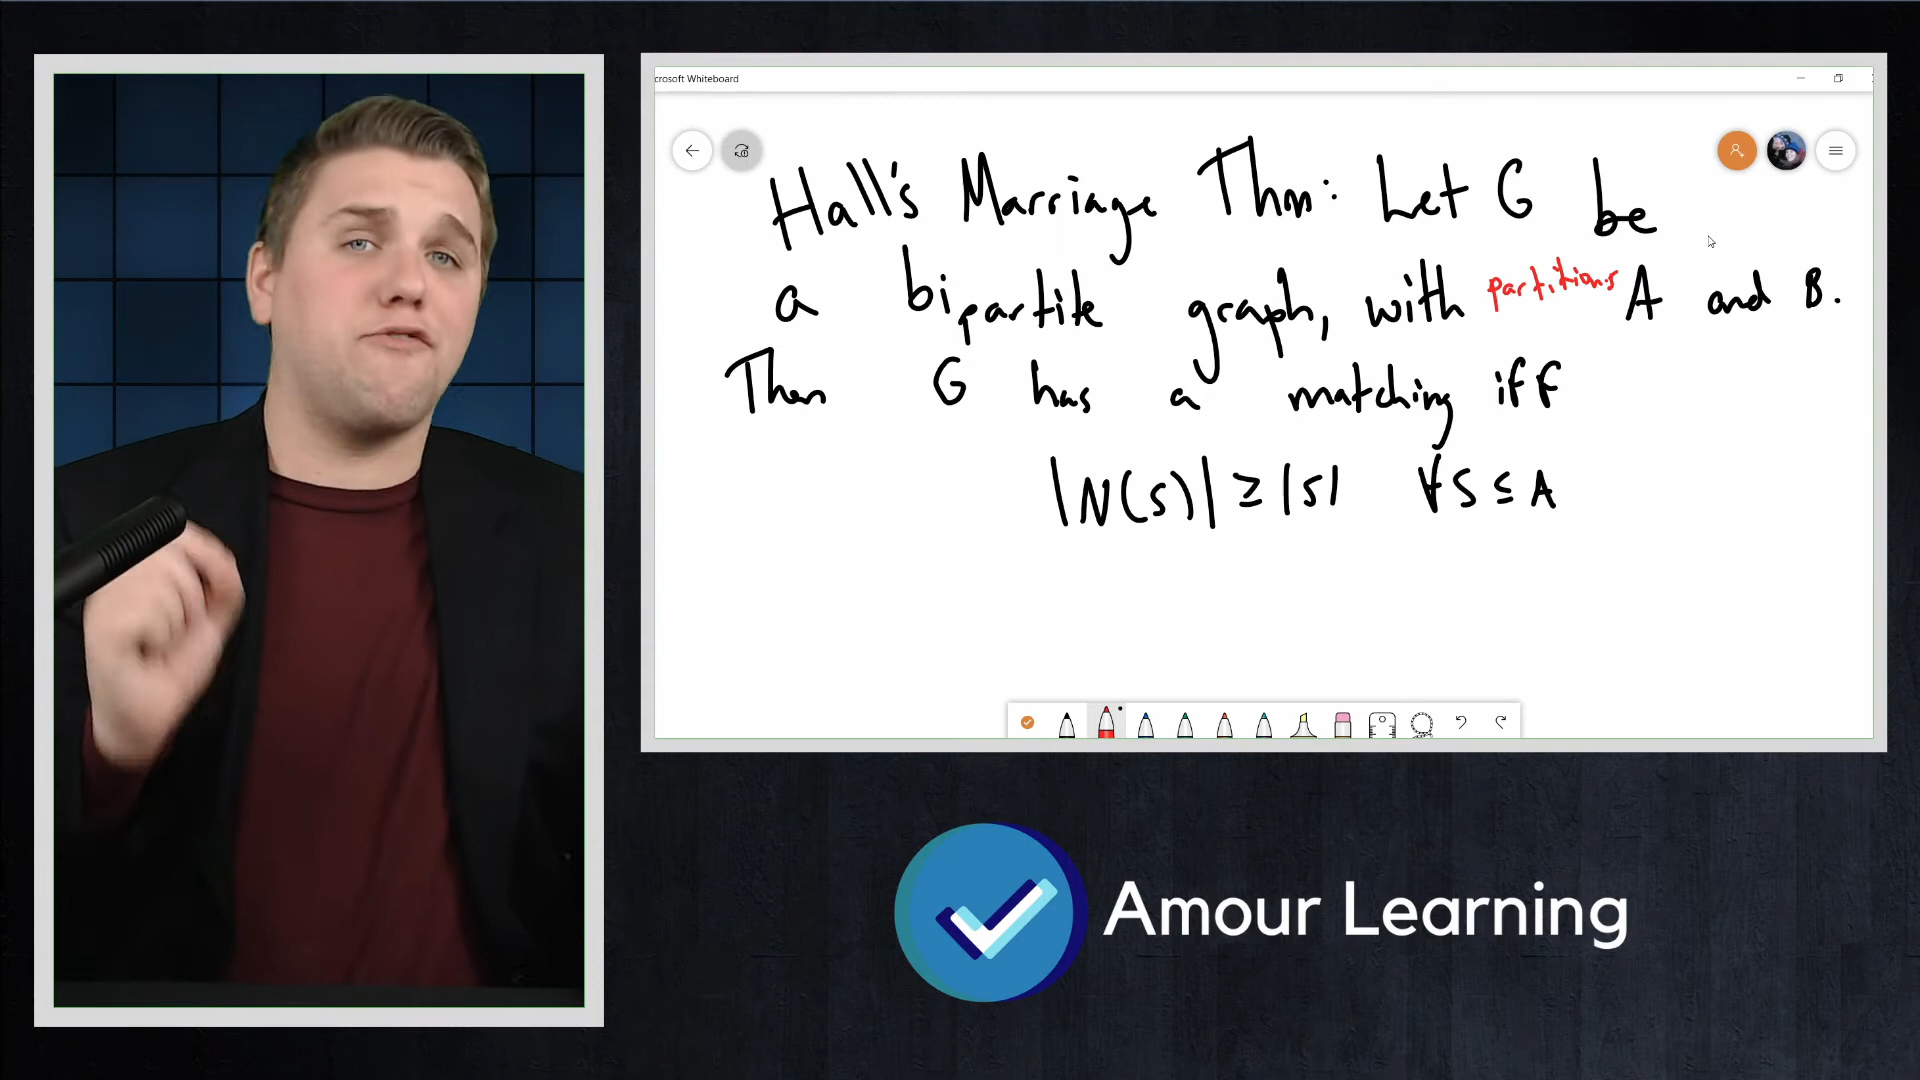 crosoft Whiteboard
Hall's Marriage Thm: Let G be
a bipartite graph, with partitions A and B.
Then G has a matching iff
|N(S)| ≥ |S| ∀S ⊆ A
Amour Learning